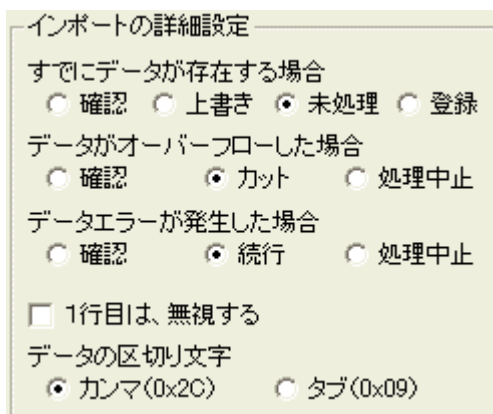 インポートの詳細設定
すでにデータが存在する場合
確認 上書き 未処理 登録
データがオーバーフローした場合
確認 カット 処理中止
データエラーが発生した場合
確認 続行 処理中止
1行目は、無視する
データの区切り文字
カンマ(0x2C) タブ(0x09)